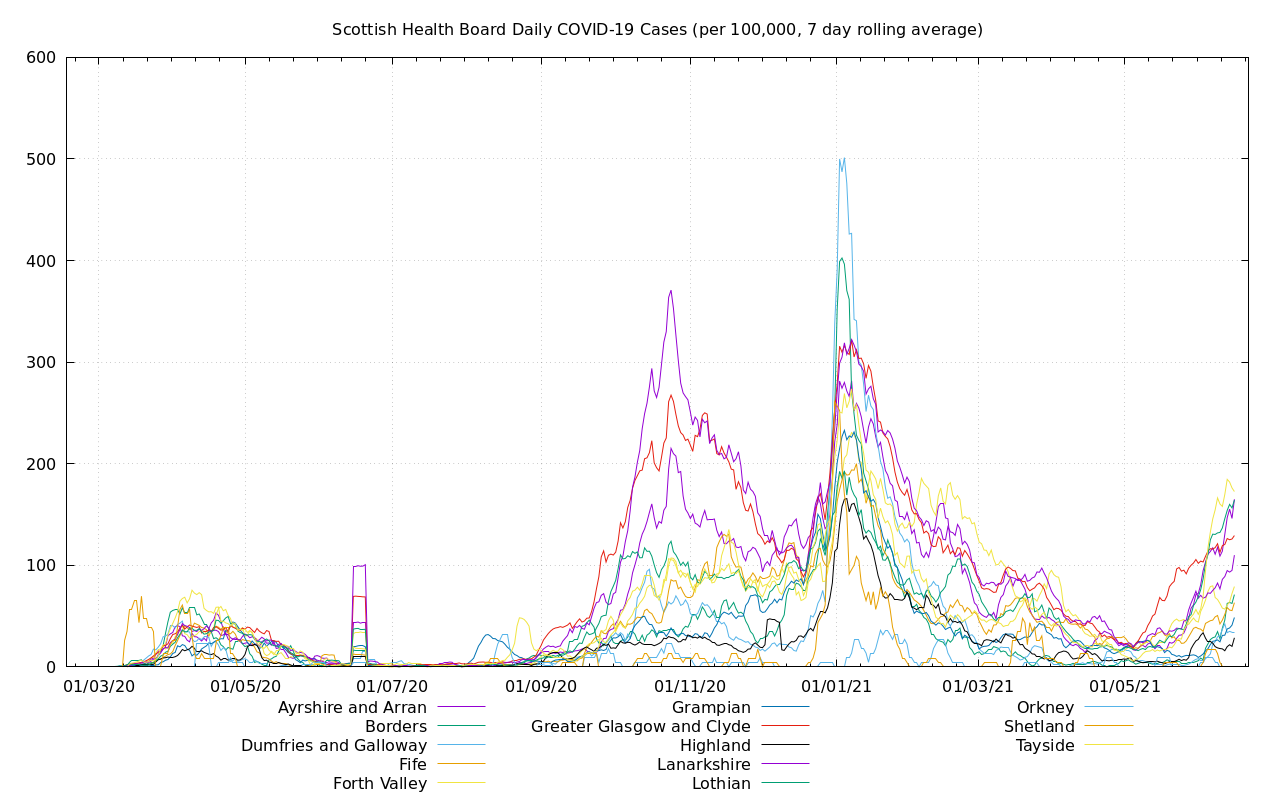 Scottish Health Board Daily COVID-19 Cases (per 100,000, 7 day rolling average)
600
500
400
300
200
100
0
01/03/20 01/05/20 01/07/20 01/09/20 01/11/20 01/01/21 01/03/21 01/05/21
Ayrshire and Arran Grampian Orkney
Borders Greater Glasgow and Clyde Shetland
Dumfries and Galloway Highland Tayside
Fife Lanarkshire
Forth Valley Lothian